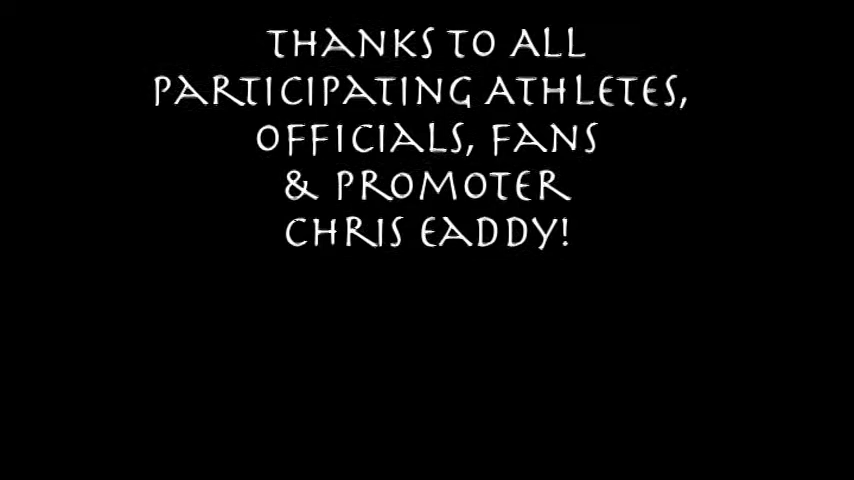 THANKS TO ALL
PARTICIPATING ATHLETES,
OFFICIALS, FANS
& PROMOTER
CHRIS EADDY!